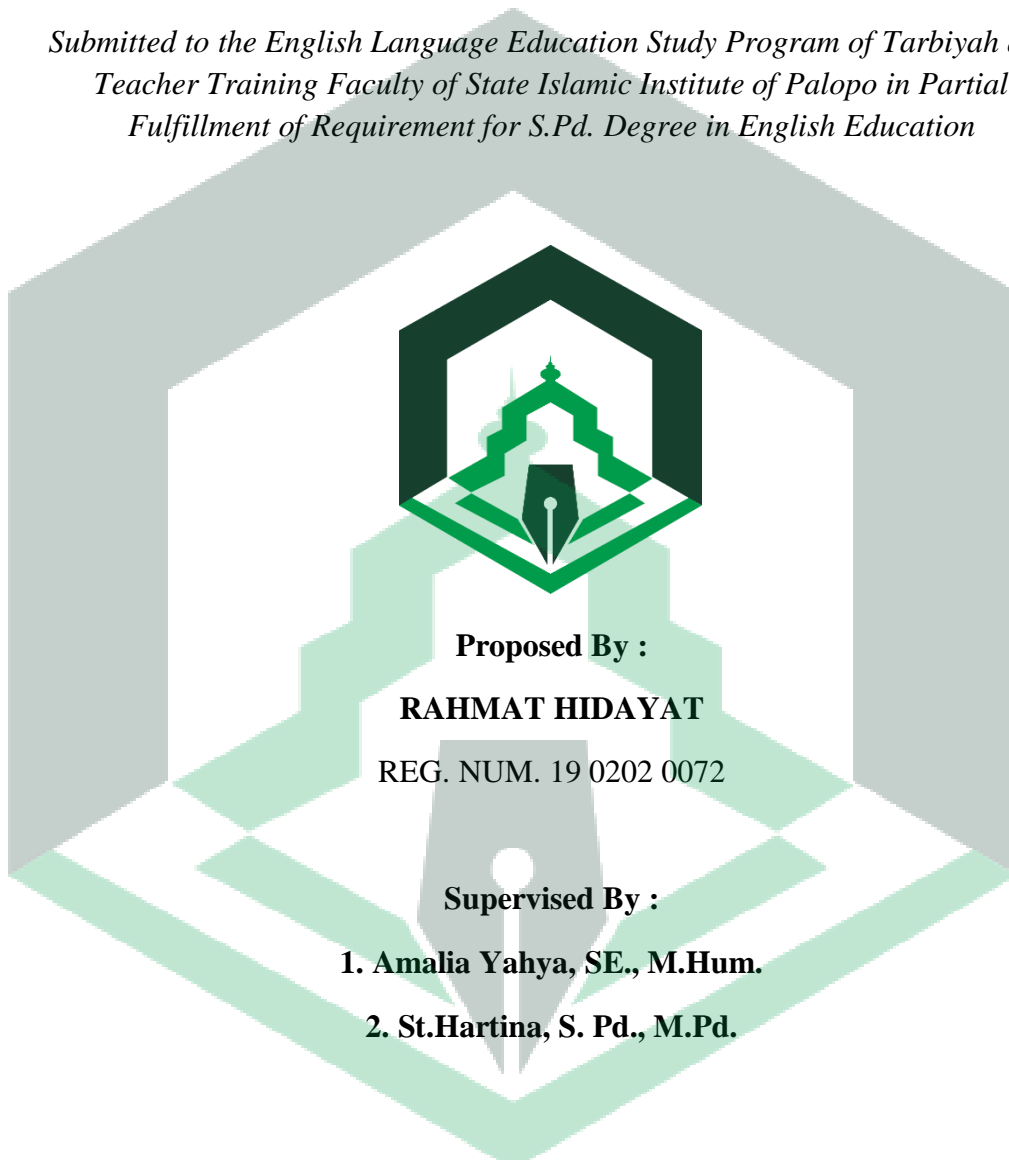 Submitted to the English Language Education Study Program of Tarbiyah
Teacher Training Faculty of State Islamic Institute of Palopo in Partial
Fulfillment of Requirement for S.Pd. Degree in English Education
Proposed By :
RAHMAT HIDAYAT
REG. NUM. 19 0202 0072
Supervised By :
1. Amalia Yahya, SE., M.Hum.
2. St.Hartina, S. Pd., M.Pd.